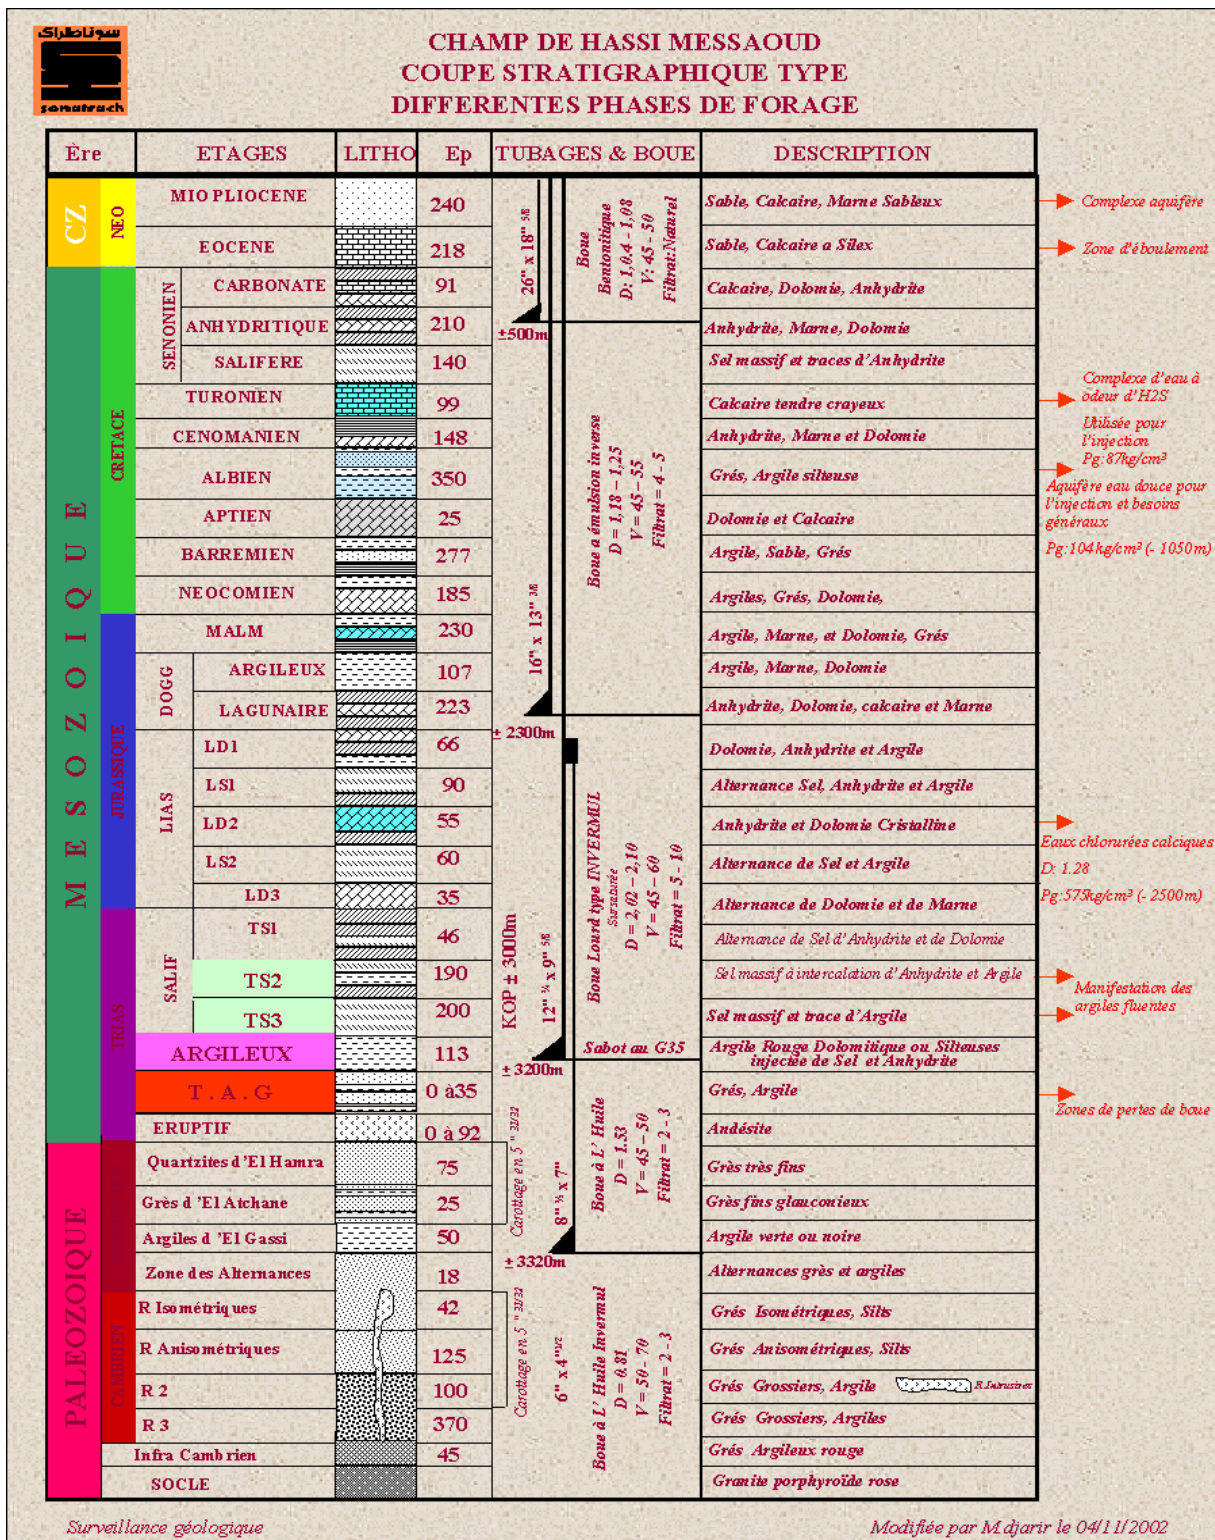 سوناطراك
sonatrach
CHAMP DE HASSI MESSAOUD
COUPE STRATIGRAPHIQUE TYPE
DIFFERENTES PHASES DE FORAGE
Ère ETAGES LITHO Ep TUBAGES & BOUE DESCRIPTION
CZ
NEO
MIO PLIOCENE 240 Sable, Calcaire, Marne Sableux
Complexe aquifère
EOCENE 218 Sable, Calcaire a Silex
Zone d'éboulement
26" x 18" 5/8
Boue
Bentonitique
D: 1,04 - 1,08
V: 45 - 50
Filtrat:Naturel
MESOZOIQUE
CRETACE
SENONIEN
CARBONATE 91 Calcaire, Dolomie, Anhydrite
ANHYDRITIQUE 210 Anhydrite, Marne, Dolomie
±500m
SALIFERE 140 Sel massif et traces d'Anhydrite
TURONIEN 99 Calcaire tendre crayeux
Complexe d'eau à
odeur d'H2S
Utilisée pour
l'injection
Pg:87kg/cm³
CENOMANIEN 148 Anhydrite, Marne et Dolomie
ALBIEN 350 Grés, Argile silteuse
Aquifère eau douce pour
l'injection et besoins
généraux
Pg:104kg/cm³ (- 1050m)
APTIEN 25 Dolomie et Calcaire
BARREMIEN 277 Argile, Sable, Grés
NEOCOMIEN 185 Argiles, Grés, Dolomie,
16" x 13" 3/8
Boue a émulsion inverse
D = 1,18 – 1,25
V = 45 – 55
Filtrat = 4 - 5
JURASSIQUE
MALM 230 Argile, Marne, et Dolomie, Grés
DOGG
ARGILEUX 107 Argile, Marne, Dolomie
LAGUNAIRE 223 Anhydrite, Dolomie, calcaire et Marne
± 2300m
LIAS
LD1 66 Dolomie, Anhydrite et Argile
LS1 90 Alternance Sel, Anhydrite et Argile
LD2 55 Anhydrite et Dolomie Cristalline
Eaux chlorurées calciques
D: 1.28
Pg:575kg/cm³ (- 2500m)
LS2 60 Alternance de Sel et Argile
LD3 35 Alternance de Dolomie et de Marne
TRIAS
SALIF
TS1 46 Alternance de Sel d'Anhydrite et de Dolomie
TS2 190 Sel massif à intercalation d'Anhydrite et Argile
Manifestation des
argiles fluentes
TS3 200 Sel massif et trace d'Argile
KOP ± 3000m
12" ¼ x 9" 5/8
Boue Lourd type INVERMUL
Sursaturée
D = 2,02 – 2,10
V = 45 – 60
Filtrat = 5 - 10
ARGILEUX 113 Sabot au G35 Argile Rouge Dolomitique ou Silteuses
injectée de Sel et Anhydrite
± 3200m
T . A . G 0 à35 Grés, Argile
Zones de pertes de boue
ERUPTIF 0 à 92 Andésite
PALEOZOIQUE
Quartzites d'El Hamra 75 Grès très fins
Grès d 'El Atchane 25 Grès fins glauconieux
Argiles d 'El Gassi 50 Argile verte ou noire
Carottage en 5 "
8" ½ x 7"
Boue à L' Huile
D = 1.53
V = 45 – 50
Filtrat = 2 - 3
± 3320m
Zone des Alternances 18 Alternances grès et argiles
CAMBRIEN
R Isométriques 42 Grés Isométriques, Silts
R Anisométriques 125 Grés Anisométriques, Silts
R 2 100 Grés Grossiers, Argile R.Intrusives
R 3 370 Grés Grossiers, Argiles
Carottage en 5 "
6" x 4"1/2
Boue à L' Huile Invermul
D = 0.81
V = 50 - 70
Filtrat = 2 - 3
Infra Cambrien 45 Grés Argileux rouge
SOCLE Granite porphyroïde rose
Surveillance géologique
Modifiée par M.djarir le 04/11/2002